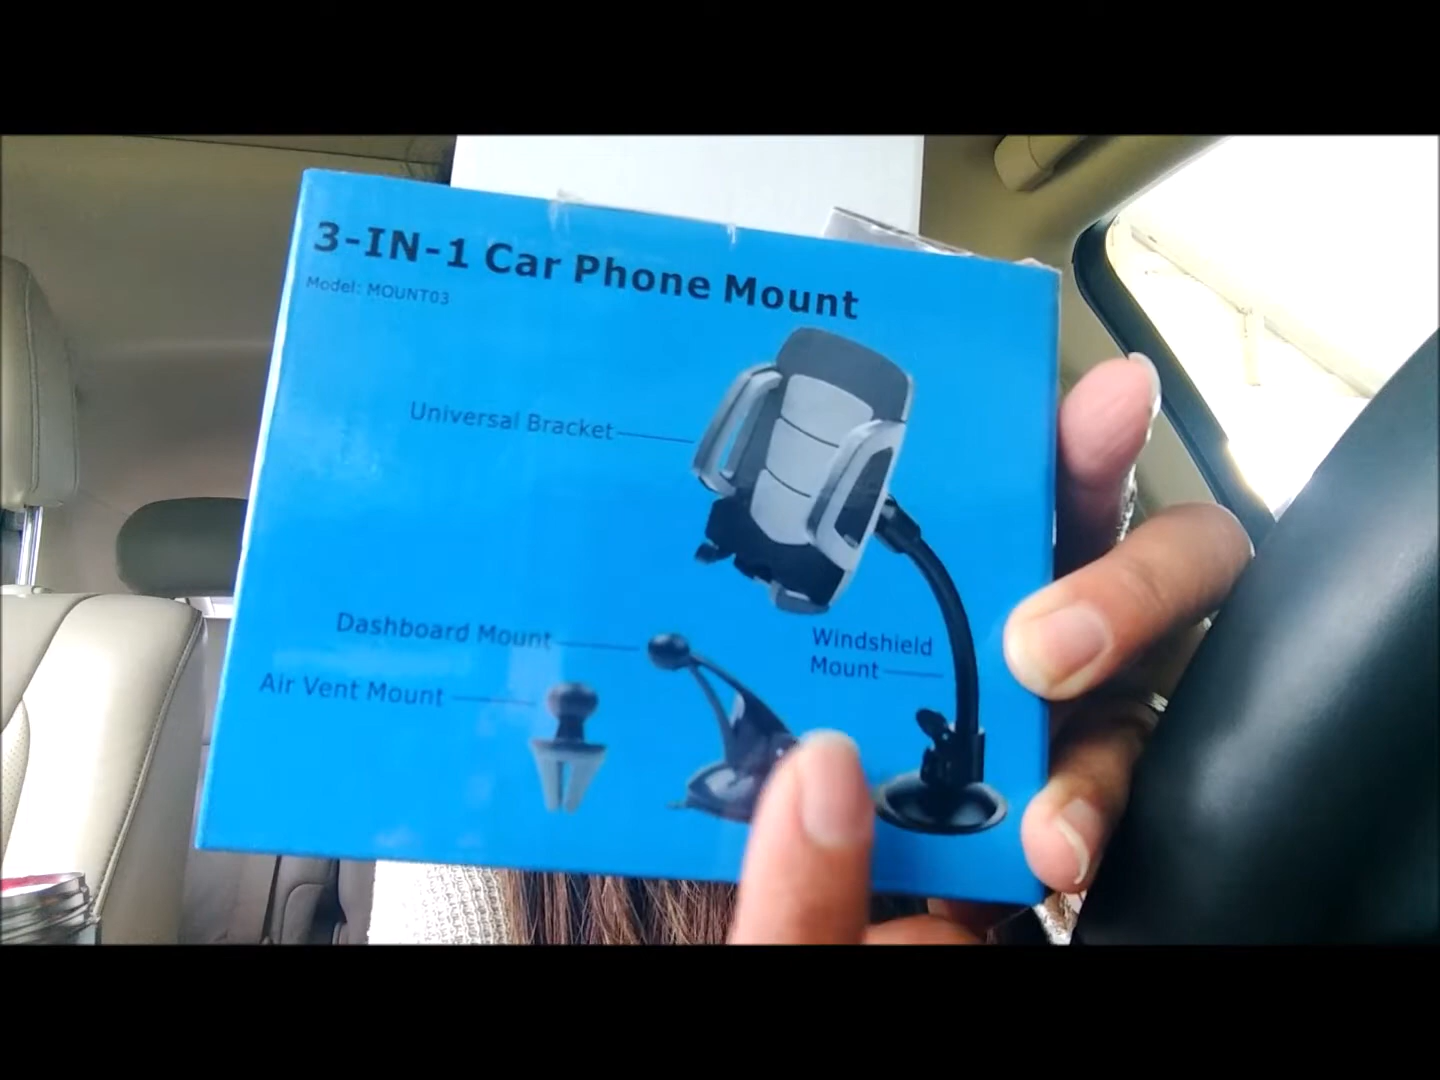 3-IN-1 Car Phone Mount
Model: MOUNT03
Universal Bracket
Dashboard Mount
Air Vent Mount
Windshield
Mount